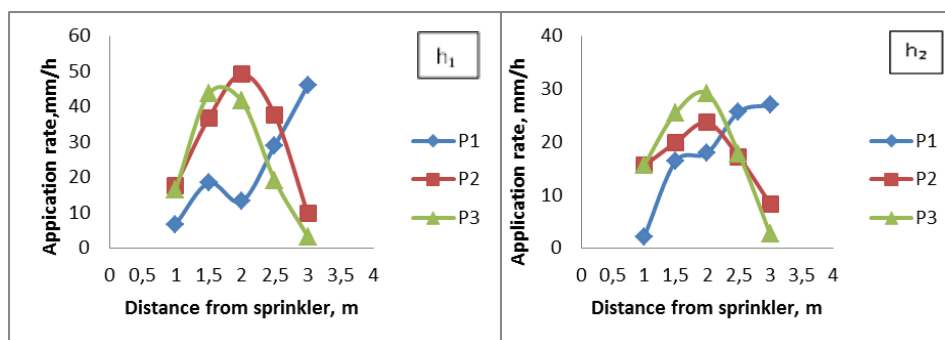 60
50
40
30
20
10
0
Appication rate,mm/h
0 0,5 1 1,5 2 2,5 3 3,5 4
Distance from sprinkler, m
h₁
P1
P2
P3
40
30
20
10
0
Application rate, mm/h
0 0,5 1 1,5 2 2,5 3 3,5 4
Distance from sprinkler, m
h₂
P1
P2
P3